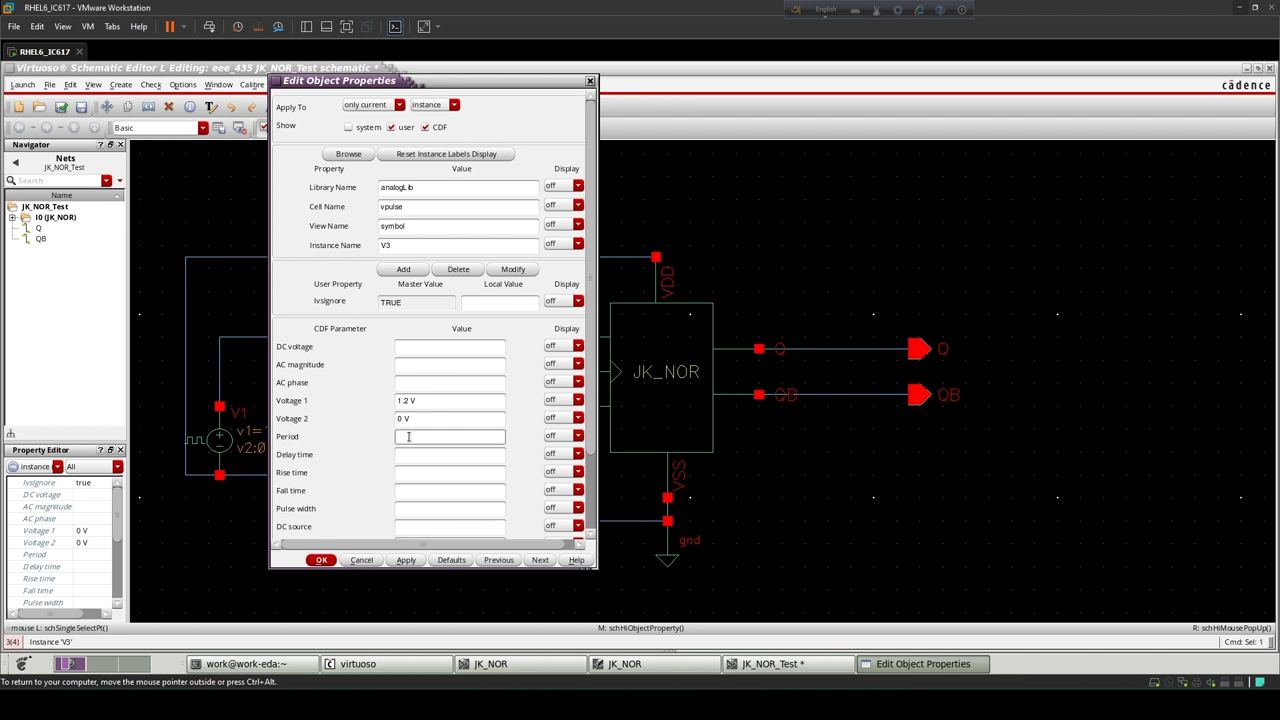 RHEL6_IC617 - VMware Workstation
English
File Edit View VM Tabs Help
RHEL6_IC617
Virtuoso® Schematic Editor L Editing: eee_435 JK_NOR_Test schematic *
Launch File Edit View Create Check Options Window Calibre
cādence
Basic
Navigator
Nets
JK_NOR_Test
Search
Name
JK_NOR_Test
I0 (JK_NOR)
Q
QB
Property Editor
instance All
lvsIgnore true
DC voltage
AC magnitude
AC phase
Voltage 1 0 V
Voltage 2 0 V
Period
Delay time
Rise time
Fall time
Pulse width
Edit Object Properties
Apply To only current instance
Show system user CDF
Browse Reset Instance Labels Display
Property Value Display
Library Name analogLib off
Cell Name vpulse off
View Name symbol off
Instance Name V3 off
Add Delete Modify
User Property Master Value Local Value Display
lvsIgnore TRUE off
CDF Parameter Value Display
DC voltage off
AC magnitude off
AC phase off
Voltage 1 1.2 V off
Voltage 2 0 V off
Period off
Delay time off
Rise time off
Fall time off
Pulse width off
DC source off
OK Cancel Apply Defaults Previous Next Help
V1
v1=
v2:0
VDD
JK_NOR
Q Q
QB QB
VSS
gnd
mouse L: schSingleSelectPt() M: schHiObjectProperty() R: schHiMousePopUp()
3(4) Instance 'V3' Cmd: Sel: 1
work@work-eda:~ virtuoso JK_NOR JK_NOR JK_NOR_Test * Edit Object Properties
To return to your computer, move the mouse pointer outside or press Ctrl+Alt.